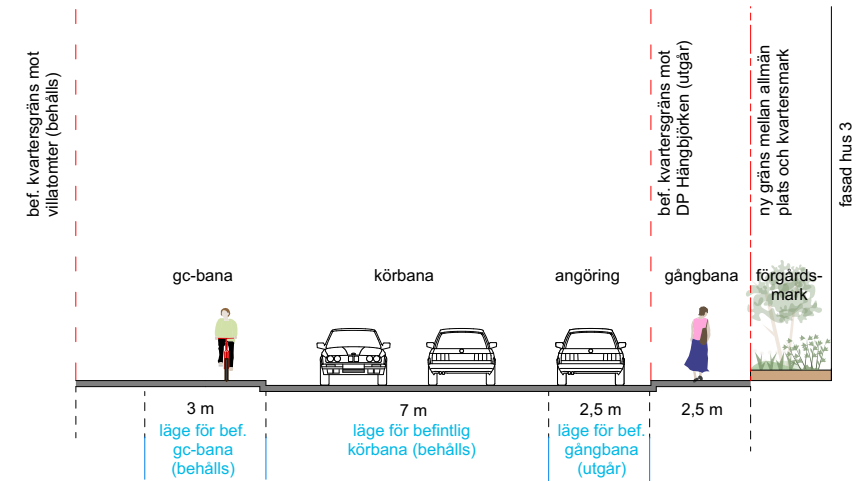 bef. kvartersgräns mot
villatomter (behålls)
bef. kvartersgräns mot
DP Hängbjörken (utgår)
ny gräns mellan allmän
plats och kvartersmark
fasad hus 3
gc-bana
körbana
angöring
gångbana
förgårds-
mark
3 m
7 m
2,5 m
2,5 m
läge för bef.
gc-bana
(behålls)
läge för befintlig
körbana (behålls)
läge för bef.
gångbana
(utgår)